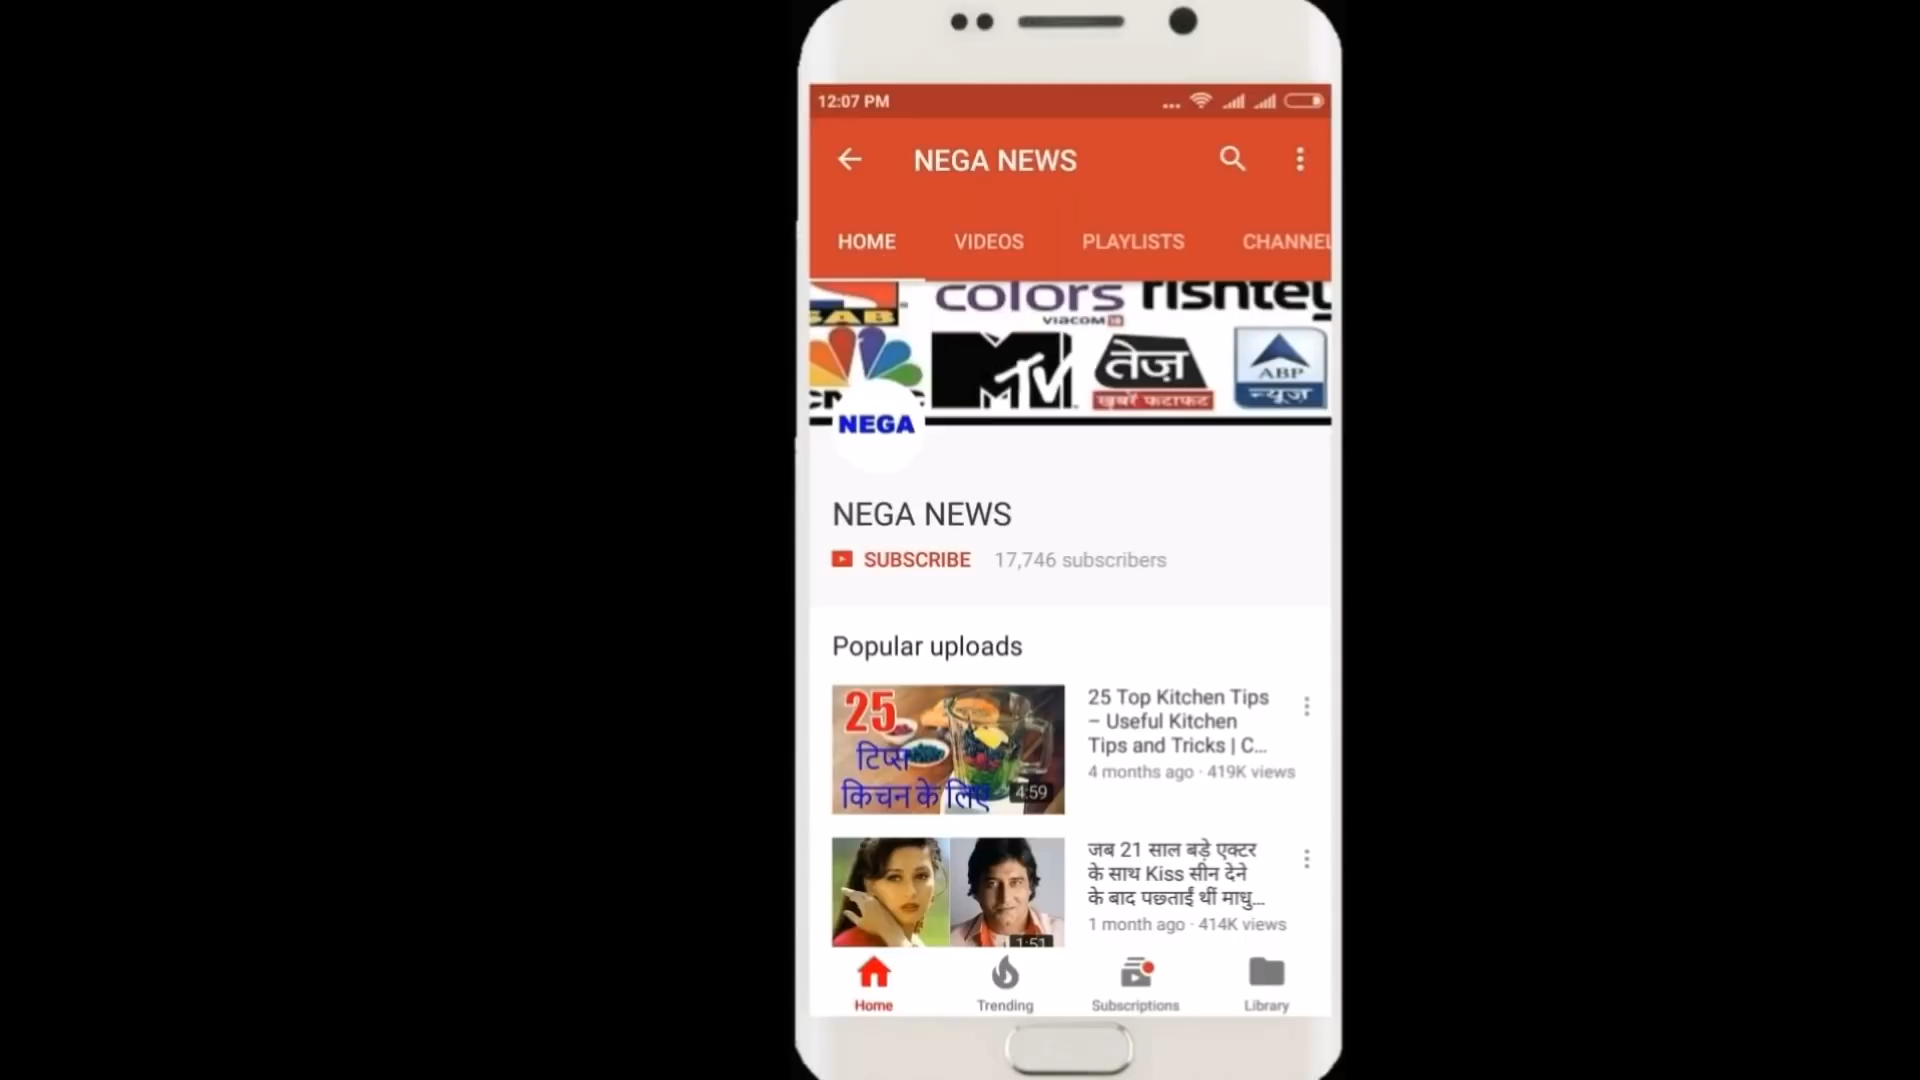 12:07 PM
NEGA NEWS
HOME VIDEOS PLAYLISTS CHANNEL
SAB colors rishtey
VIACOM18
MTV तेज़ ABP
ख़बरें फटाफट न्यूज़
NEGA
NEGA NEWS
SUBSCRIBE 17,746 subscribers
Popular uploads
25
टिप्स
किचन के लिए
4:59
25 Top Kitchen Tips
– Useful Kitchen
Tips and Tricks | C...
4 months ago · 419K views
जब 21 साल बड़े एक्टर
के साथ Kiss सीन देने
के बाद पछताईं थीं माधु...
1 month ago · 414K views
1:51
Home Trending Subscriptions Library